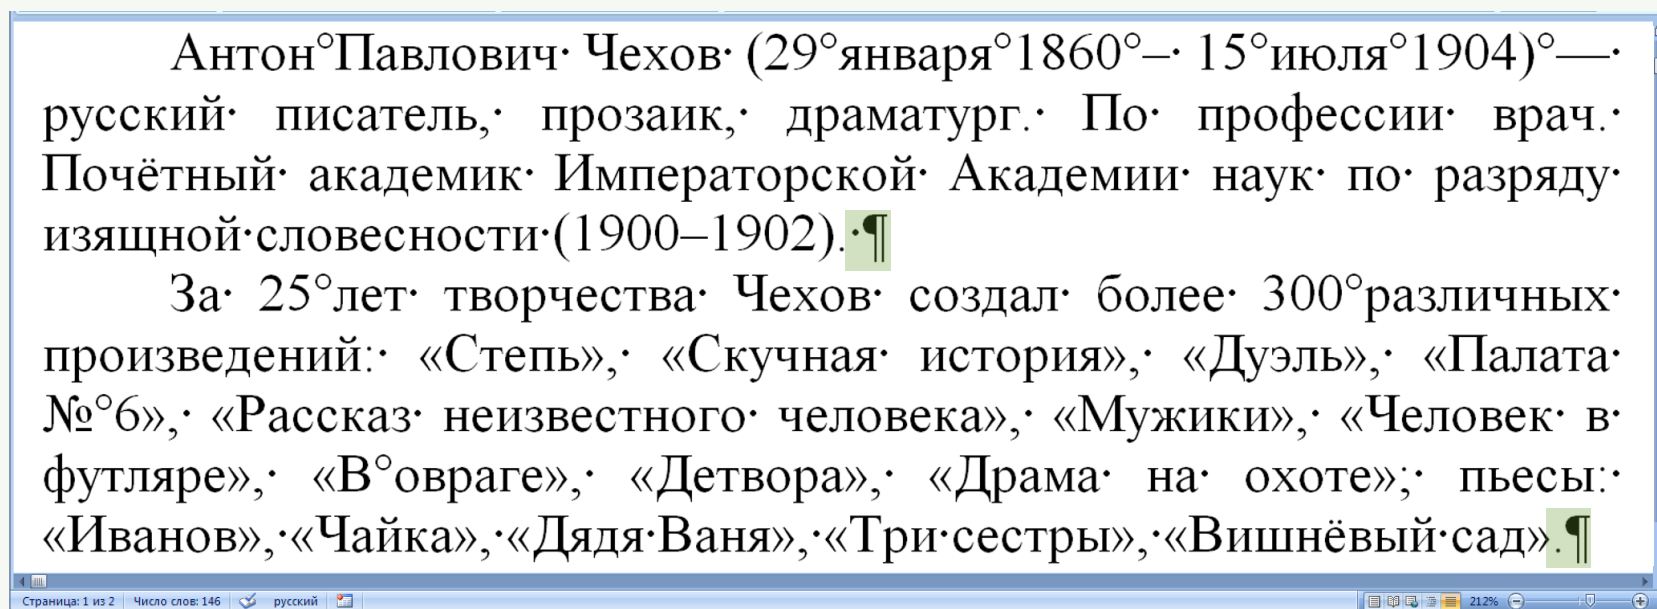 Антон°Павлович· Чехов· (29°января°1860°–· 15°июля°1904)°—·
русский· писатель,· прозаик,· драматург.· По· профессии· врач.·
Почётный· академик· Императорской· Академии· наук· по· разряду·
изящной·словесности·(1900–1902).·¶
За· 25°лет· творчества· Чехов· создал· более· 300°различных·
произведений:· «Степь»,· «Скучная· история»,· «Дуэль»,· «Палата·
№°6»,· «Рассказ· неизвестного· человека»,· «Мужики»,· «Человек· в·
футляре»,· «В°овраге»,· «Детвора»,· «Драма· на· охоте»;· пьесы:·
«Иванов»,·«Чайка»,·«Дядя·Ваня»,·«Три·сестры»,·«Вишнёвый·сад».¶
Страница: 1 из 2 Число слов: 146 русский 212%